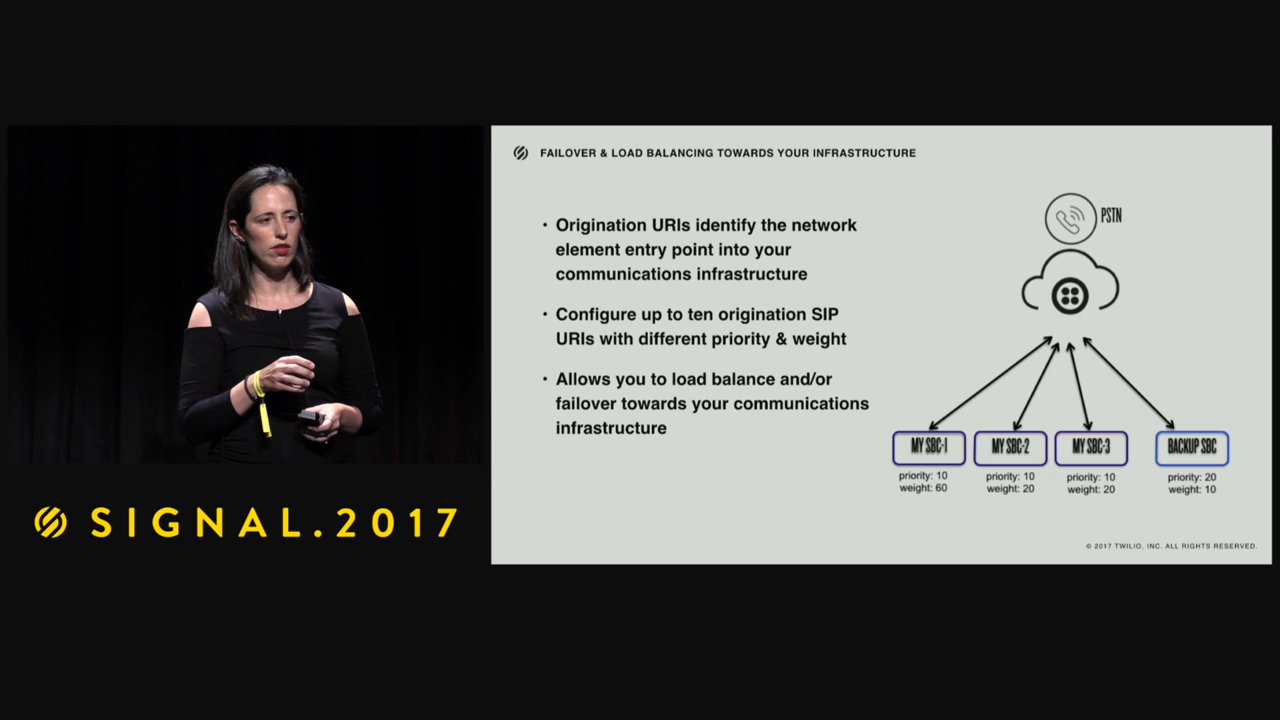 FAILOVER & LOAD BALANCING TOWARDS YOUR INFRASTRUCTURE
• Origination URIs identify the network
element entry point into your
communications infrastructure
• Configure up to ten origination SIP
URIs with different priority & weight
• Allows you to load balance and/or
failover towards your communications
infrastructure
PSTN
MY SBC-1
MY SBC-2
MY SBC-3
BACKUP SBC
priority: 10
weight: 60
priority: 10
weight: 20
priority: 10
weight: 20
priority: 20
weight: 10
© 2017 TWILIO, INC. ALL RIGHTS RESERVED.
SIGNAL.2017